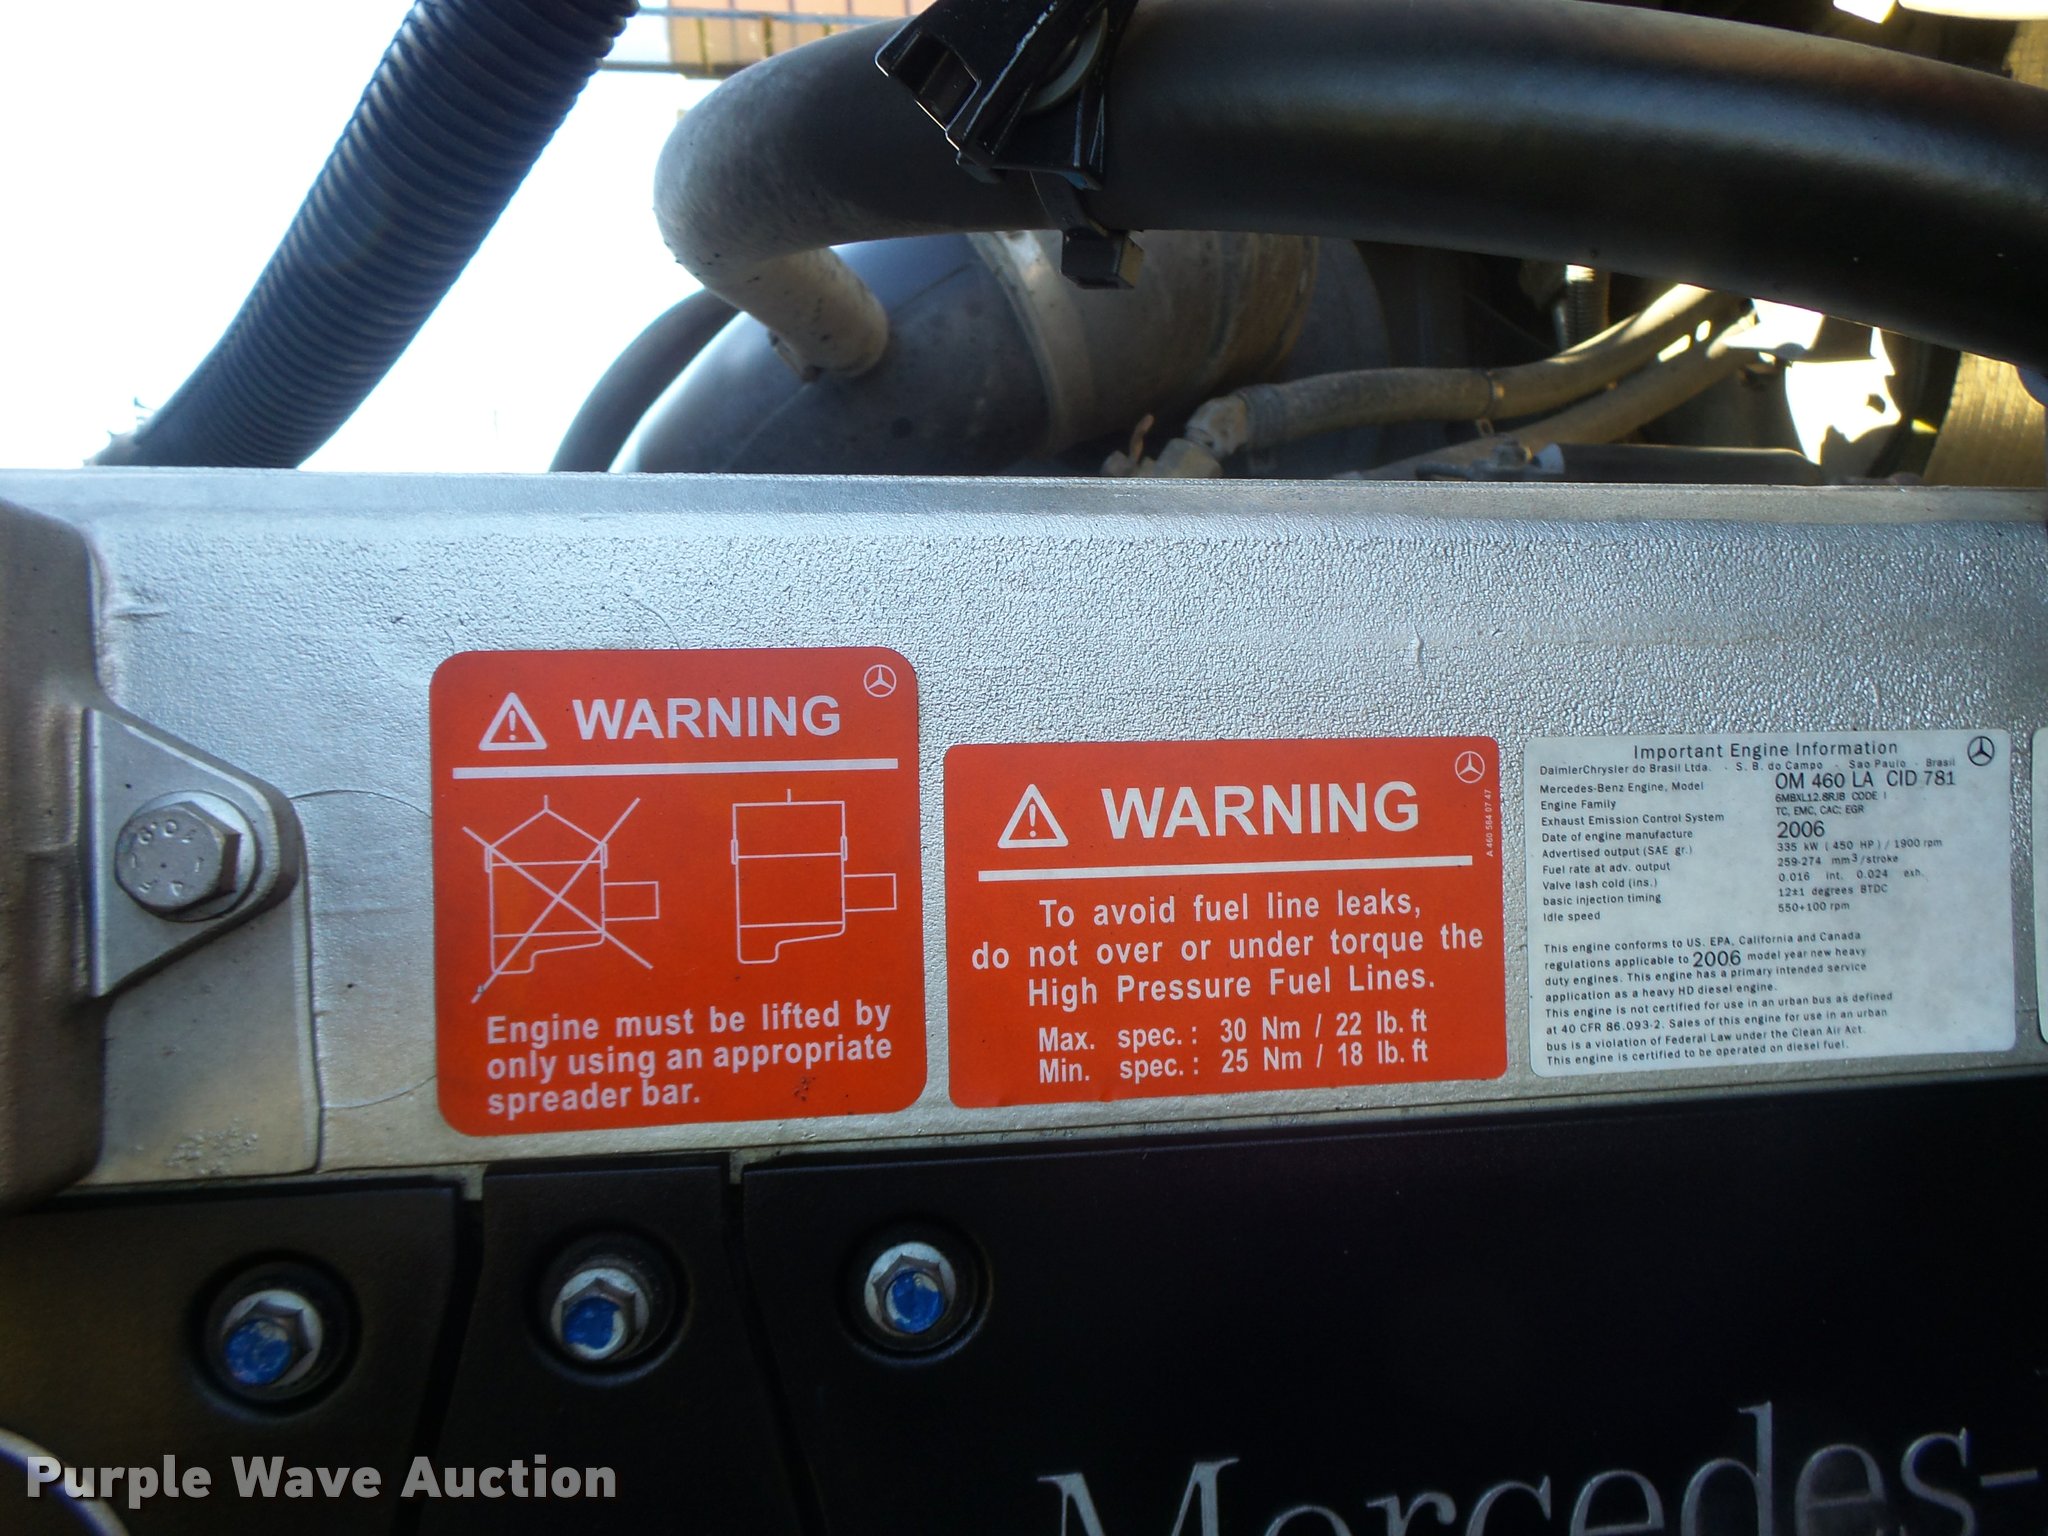 WARNING
Engine must be lifted by
only using an appropriate
spreader bar.
WARNING
To avoid fuel line leaks,
do not over or under torque the
High Pressure Fuel Lines.
Max. spec.: 30 Nm / 22 lb. ft
Min. spec.: 25 Nm / 18 lb. ft
A 460 584 07 47
Important Engine Information
DaimlerChrysler do Brasil Ltda. - S. B. do Campo - Sao Paulo - Brasil
Mercedes-Benz Engine, Model OM 460 LA CID 781
Engine Family 6MBXL12.8RJB CODE I
Exhaust Emission Control System TC, EMC, CAC; EGR
Date of engine manufacture 2006
Advertised output (SAE gr.) 335 kW (450 HP) / 1900 rpm
Fuel rate at adv. output 259-274 mm3/stroke
Valve lash cold (ins.) 0.016 int. 0.024 exh.
basic injection timing 12±1 degrees BTDC
Idle speed 550+100 rpm
This engine conforms to US. EPA, California and Canada
regulations applicable to 2006 model year new heavy
duty engines. This engine has a primary intended service
application as a heavy HD diesel engine.
This engine is not certified for use in an urban bus as defined
at 40 CFR 86.093-2. Sales of this engine for use in an urban
bus is a violation of Federal Law under the Clean Air Act.
This engine is certified to be operated on diesel fuel.
Mercedes-
Purple Wave Auction